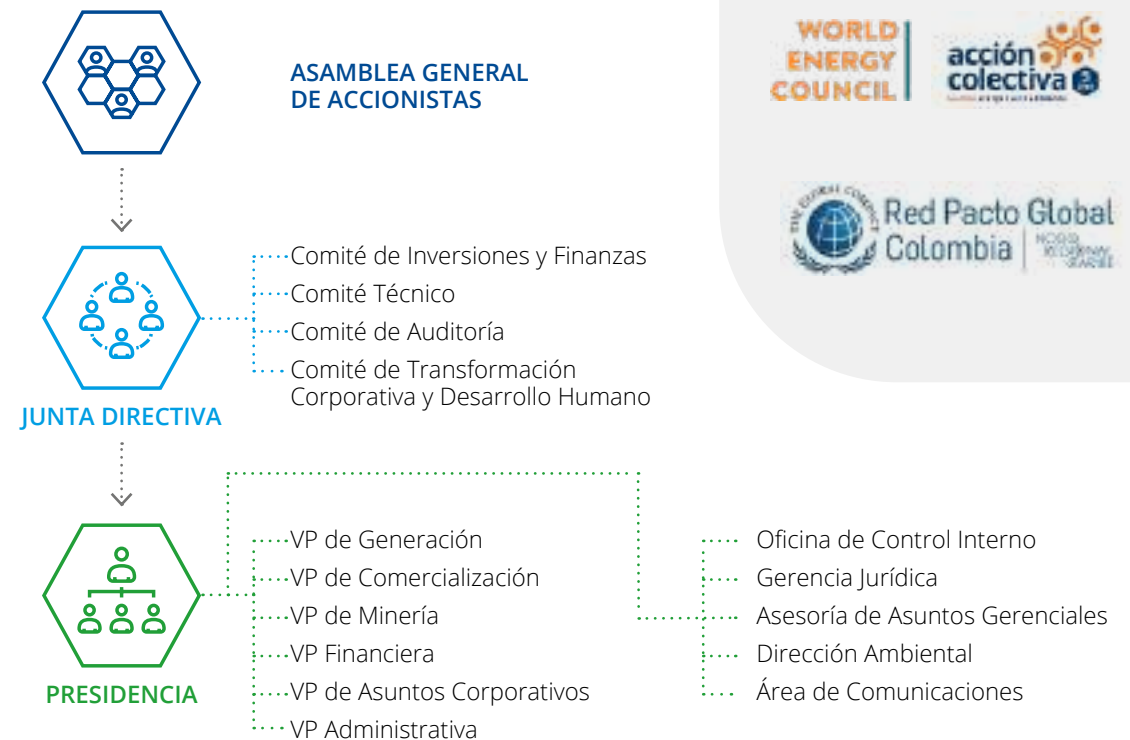 ASAMBLEA GENERAL
DE ACCIONISTAS
WORLD
ENERGY
COUNCIL
acción
colectiva
THE GLOBAL COMPACT
Red Pacto Global
Colombia
Comité de Inversiones y Finanzas
Comité Técnico
Comité de Auditoría
Comité de Transformación
Corporativa y Desarrollo Humano
JUNTA DIRECTIVA
VP de Generación
VP de Comercialización
VP de Minería
VP Financiera
VP de Asuntos Corporativos
VP Administrativa
PRESIDENCIA
Oficina de Control Interno
Gerencia Jurídica
Asesoría de Asuntos Gerenciales
Dirección Ambiental
Área de Comunicaciones